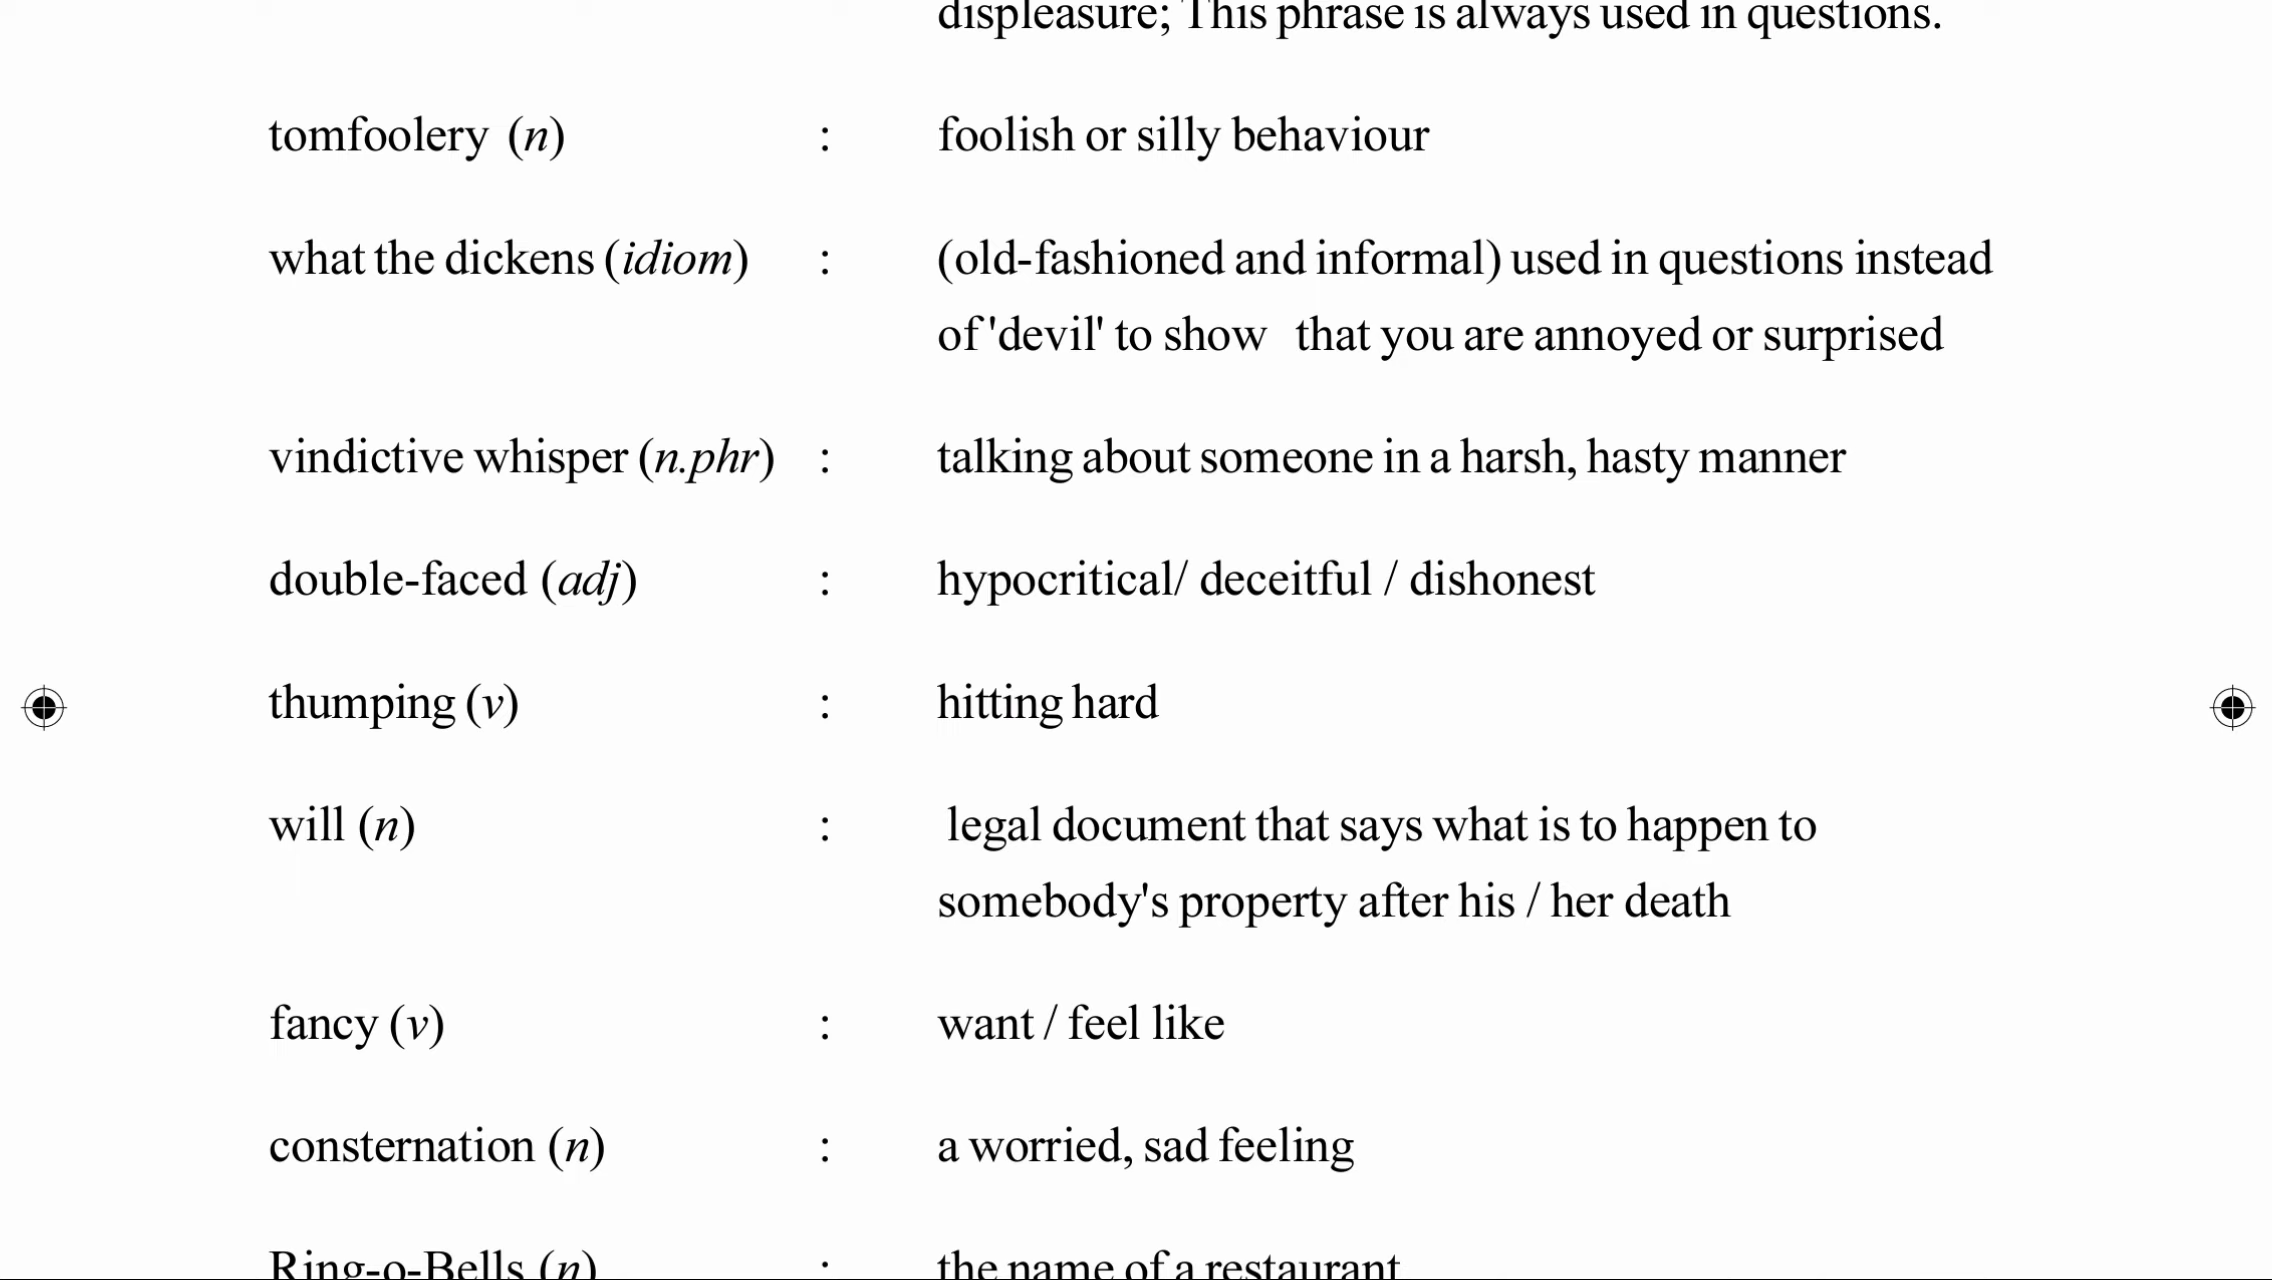 displeasure; This phrase is always used in questions.
tomfoolery (n) : foolish or silly behaviour
what the dickens (idiom) : (old-fashioned and informal) used in questions instead
of 'devil' to show that you are annoyed or surprised
vindictive whisper (n.phr) : talking about someone in a harsh, hasty manner
double-faced (adj) : hypocritical/ deceitful / dishonest
thumping (v) : hitting hard
will (n) : legal document that says what is to happen to
somebody's property after his / her death
fancy (v) : want / feel like
consternation (n) : a worried, sad feeling
Ring-o-Bells (n) : the name of a restaurant